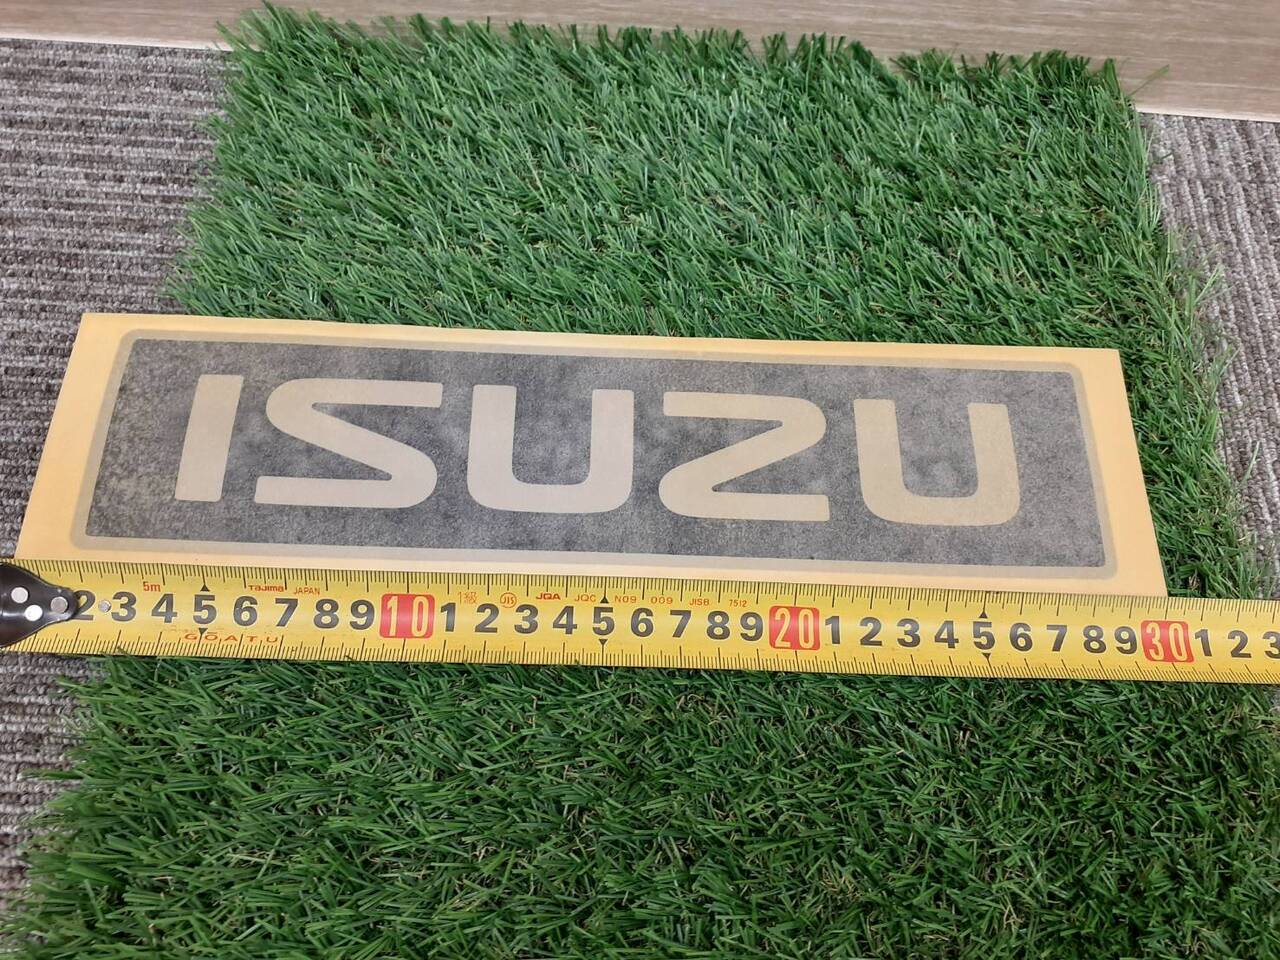 ISUZU
5m Tajima JAPAN 1級 JIS JQA JQC N09 009 JISB 7512
2 3 4 5 6 7 8 9 10 1 2 3 4 5 6 7 8 9 20 1 2 3 4 5 6 7 8 9 30 1 2 3
GOATU